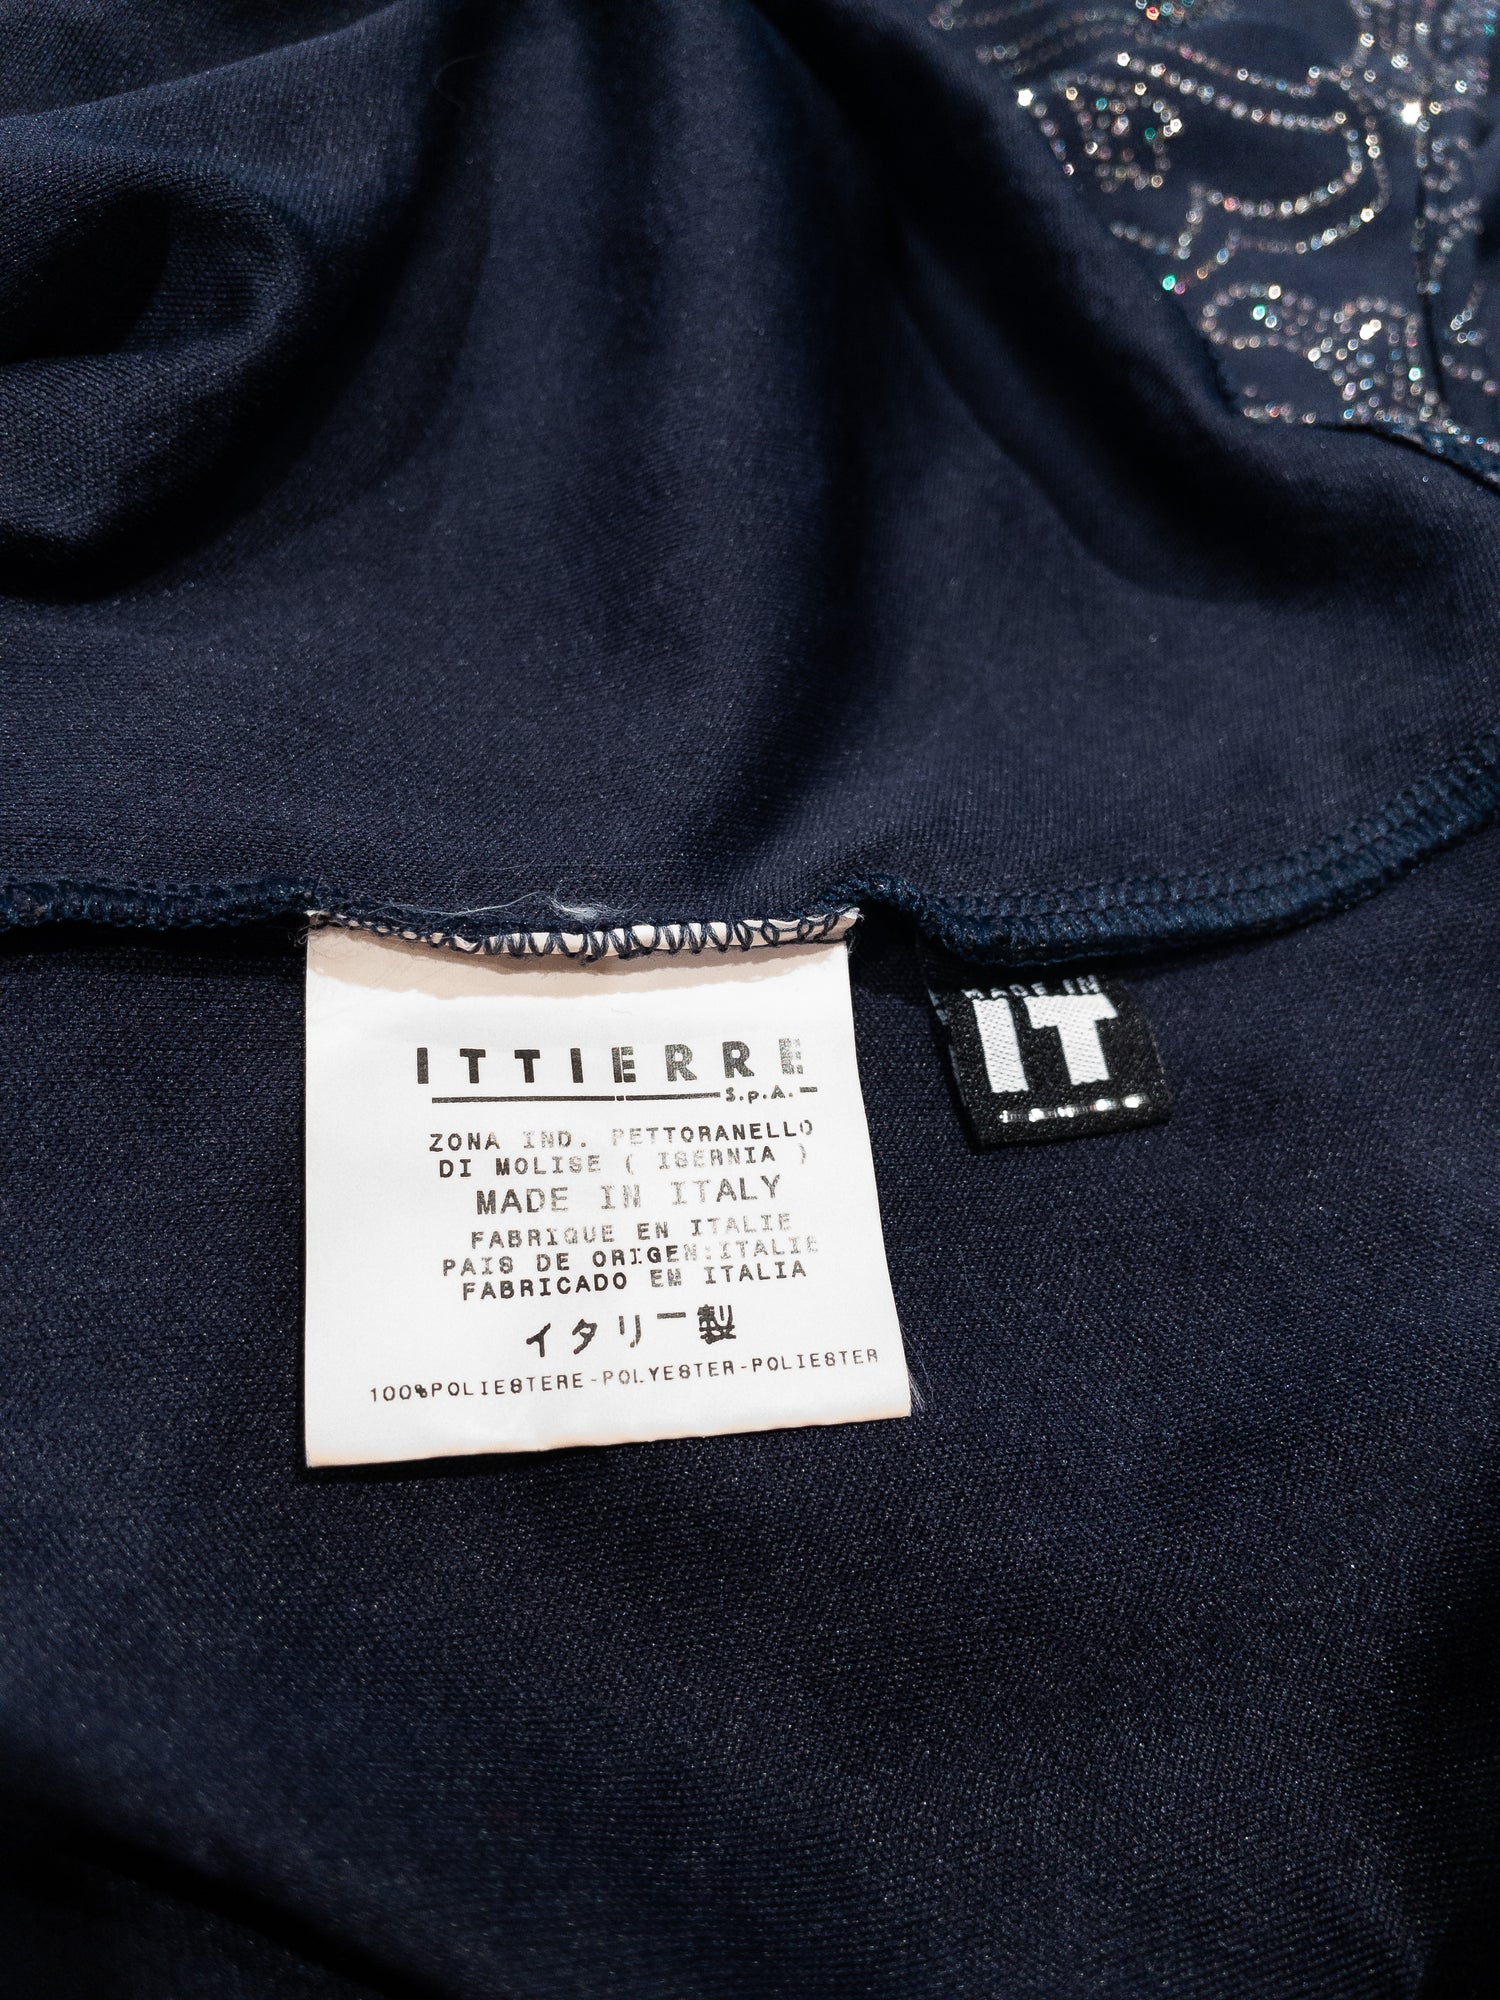 ITTIERRE
S.p.A.
ZONA IND. PETTORANELLO
DI MOLISE ( ISERNIA )
MADE IN ITALY
FABRIQUE EN ITALIE
PAIS DE ORIGEN:ITALIE
FABRICADO EN ITALIA
イタリー製
100%POLIESTERE-POLYESTER-POLIESTER
MADE IN
IT